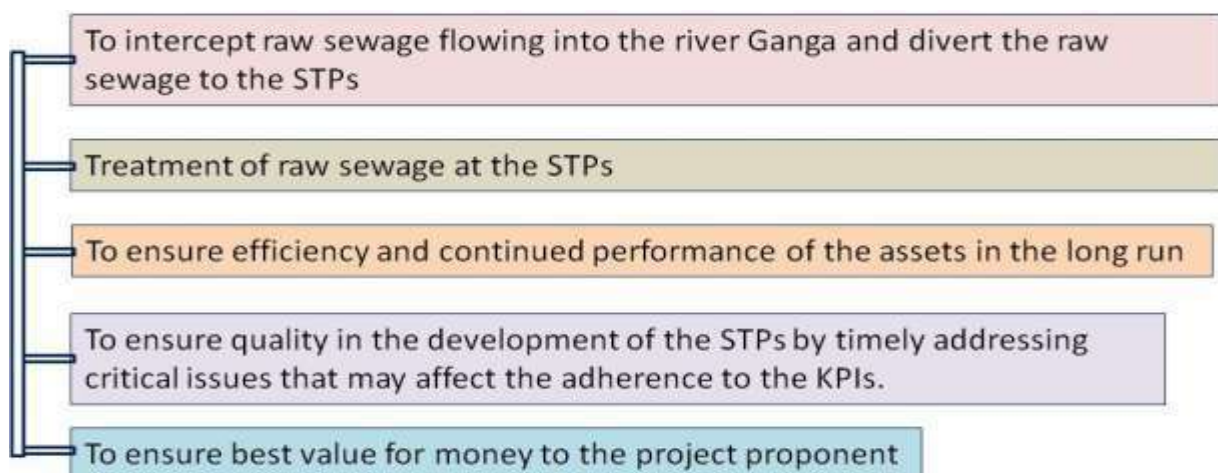 To intercept raw sewage flowing into the river Ganga and divert the raw
sewage to the STPs
Treatment of raw sewage at the STPs
To ensure efficiency and continued performance of the assets in the long run
To ensure quality in the development of the STPs by timely addressing
critical issues that may affect the adherence to the KPIs.
To ensure best value for money to the project proponent